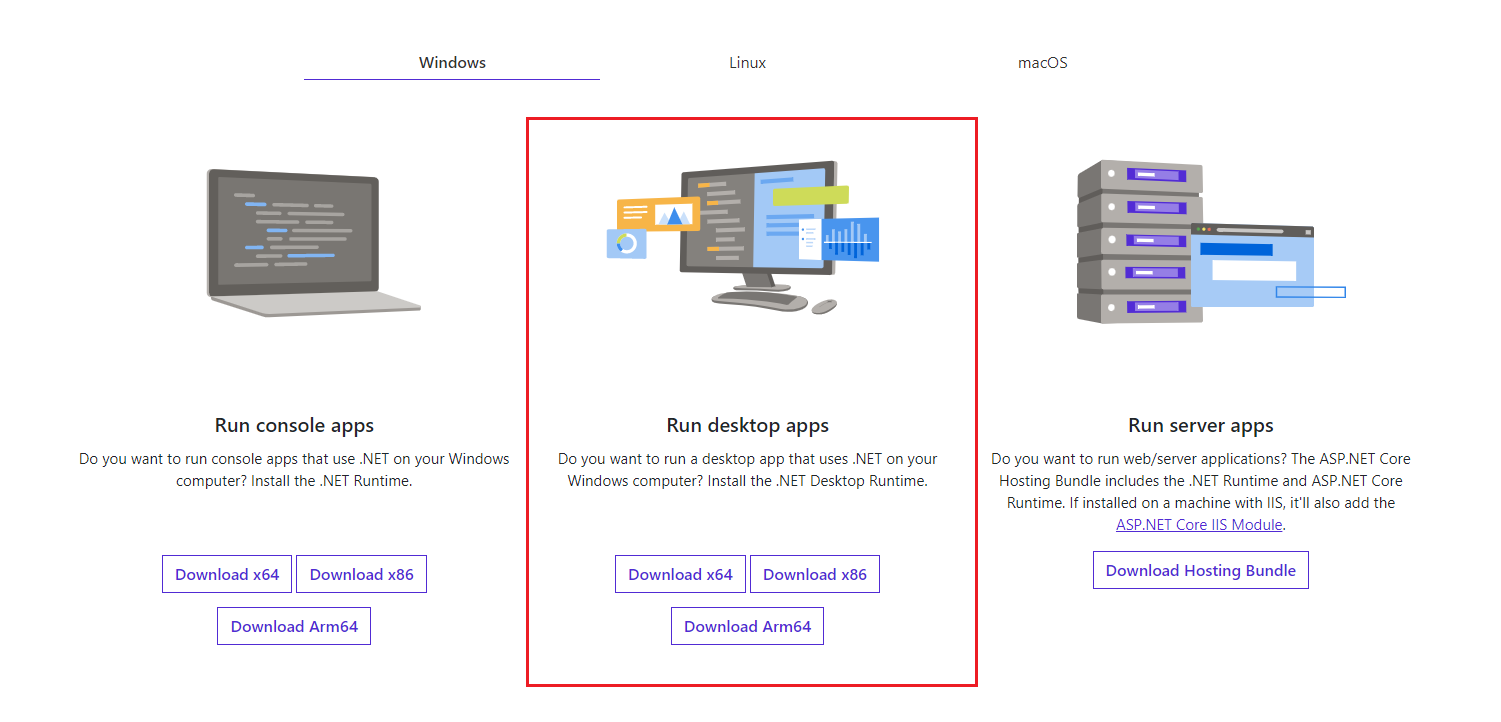 Windows
Linux
macOS
Run console apps
Do you want to run console apps that use .NET on your Windows
computer? Install the .NET Runtime.
Download x64
Download x86
Download Arm64
Run desktop apps
Do you want to run a desktop app that uses .NET on your
Windows computer? Install the .NET Desktop Runtime.
Download x64
Download x86
Download Arm64
Run server apps
Do you want to run web/server applications? The ASP.NET Core
Hosting Bundle includes the .NET Runtime and ASP.NET Core
Runtime. If installed on a machine with IIS, it'll also add the
ASP.NET Core IIS Module.
Download Hosting Bundle